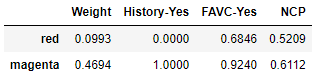 Weight History-Yes FAVC-Yes NCP
red 0.0993 0.0000 0.6846 0.5209
magenta 0.4694 1.0000 0.9240 0.6112